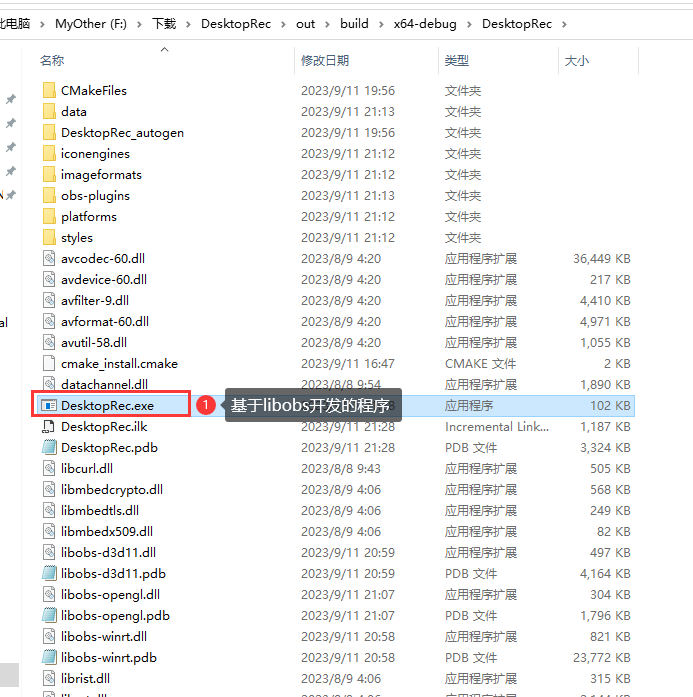 此电脑 › MyOther (F:) › 下载 › DesktopRec › out › build › x64-debug › DesktopRec ›
名称 修改日期 类型 大小
CMakeFiles 2023/9/11 19:56 文件夹
data 2023/9/11 21:13 文件夹
DesktopRec_autogen 2023/9/11 19:56 文件夹
iconengines 2023/9/11 21:12 文件夹
imageformats 2023/9/11 21:12 文件夹
obs-plugins 2023/9/11 21:13 文件夹
platforms 2023/9/11 21:12 文件夹
styles 2023/9/11 21:12 文件夹
avcodec-60.dll 2023/8/9 4:20 应用程序扩展 36,449 KB
avdevice-60.dll 2023/8/9 4:20 应用程序扩展 217 KB
avfilter-9.dll 2023/8/9 4:20 应用程序扩展 4,410 KB
avformat-60.dll 2023/8/9 4:20 应用程序扩展 4,971 KB
avutil-58.dll 2023/8/9 4:20 应用程序扩展 1,055 KB
cmake_install.cmake 2023/9/11 16:47 CMAKE 文件 2 KB
datachannel.dll 2023/8/8 9:54 应用程序扩展 1,890 KB
DesktopRec.exe 1 基于libobs开发的程序 应用程序 102 KB
DesktopRec.ilk 2023/9/11 21:28 Incremental Link... 1,187 KB
DesktopRec.pdb 2023/9/11 21:28 PDB 文件 3,324 KB
libcurl.dll 2023/8/8 9:43 应用程序扩展 505 KB
libmbedcrypto.dll 2023/8/9 4:06 应用程序扩展 568 KB
libmbedtls.dll 2023/8/9 4:06 应用程序扩展 249 KB
libmbedx509.dll 2023/8/9 4:06 应用程序扩展 82 KB
libobs-d3d11.dll 2023/9/11 20:59 应用程序扩展 497 KB
libobs-d3d11.pdb 2023/9/11 20:59 PDB 文件 4,164 KB
libobs-opengl.dll 2023/9/11 21:07 应用程序扩展 304 KB
libobs-opengl.pdb 2023/9/11 21:07 PDB 文件 1,796 KB
libobs-winrt.dll 2023/9/11 20:58 应用程序扩展 821 KB
libobs-winrt.pdb 2023/9/11 20:58 PDB 文件 23,772 KB
librist.dll 2023/8/9 4:06 应用程序扩展 315 KB